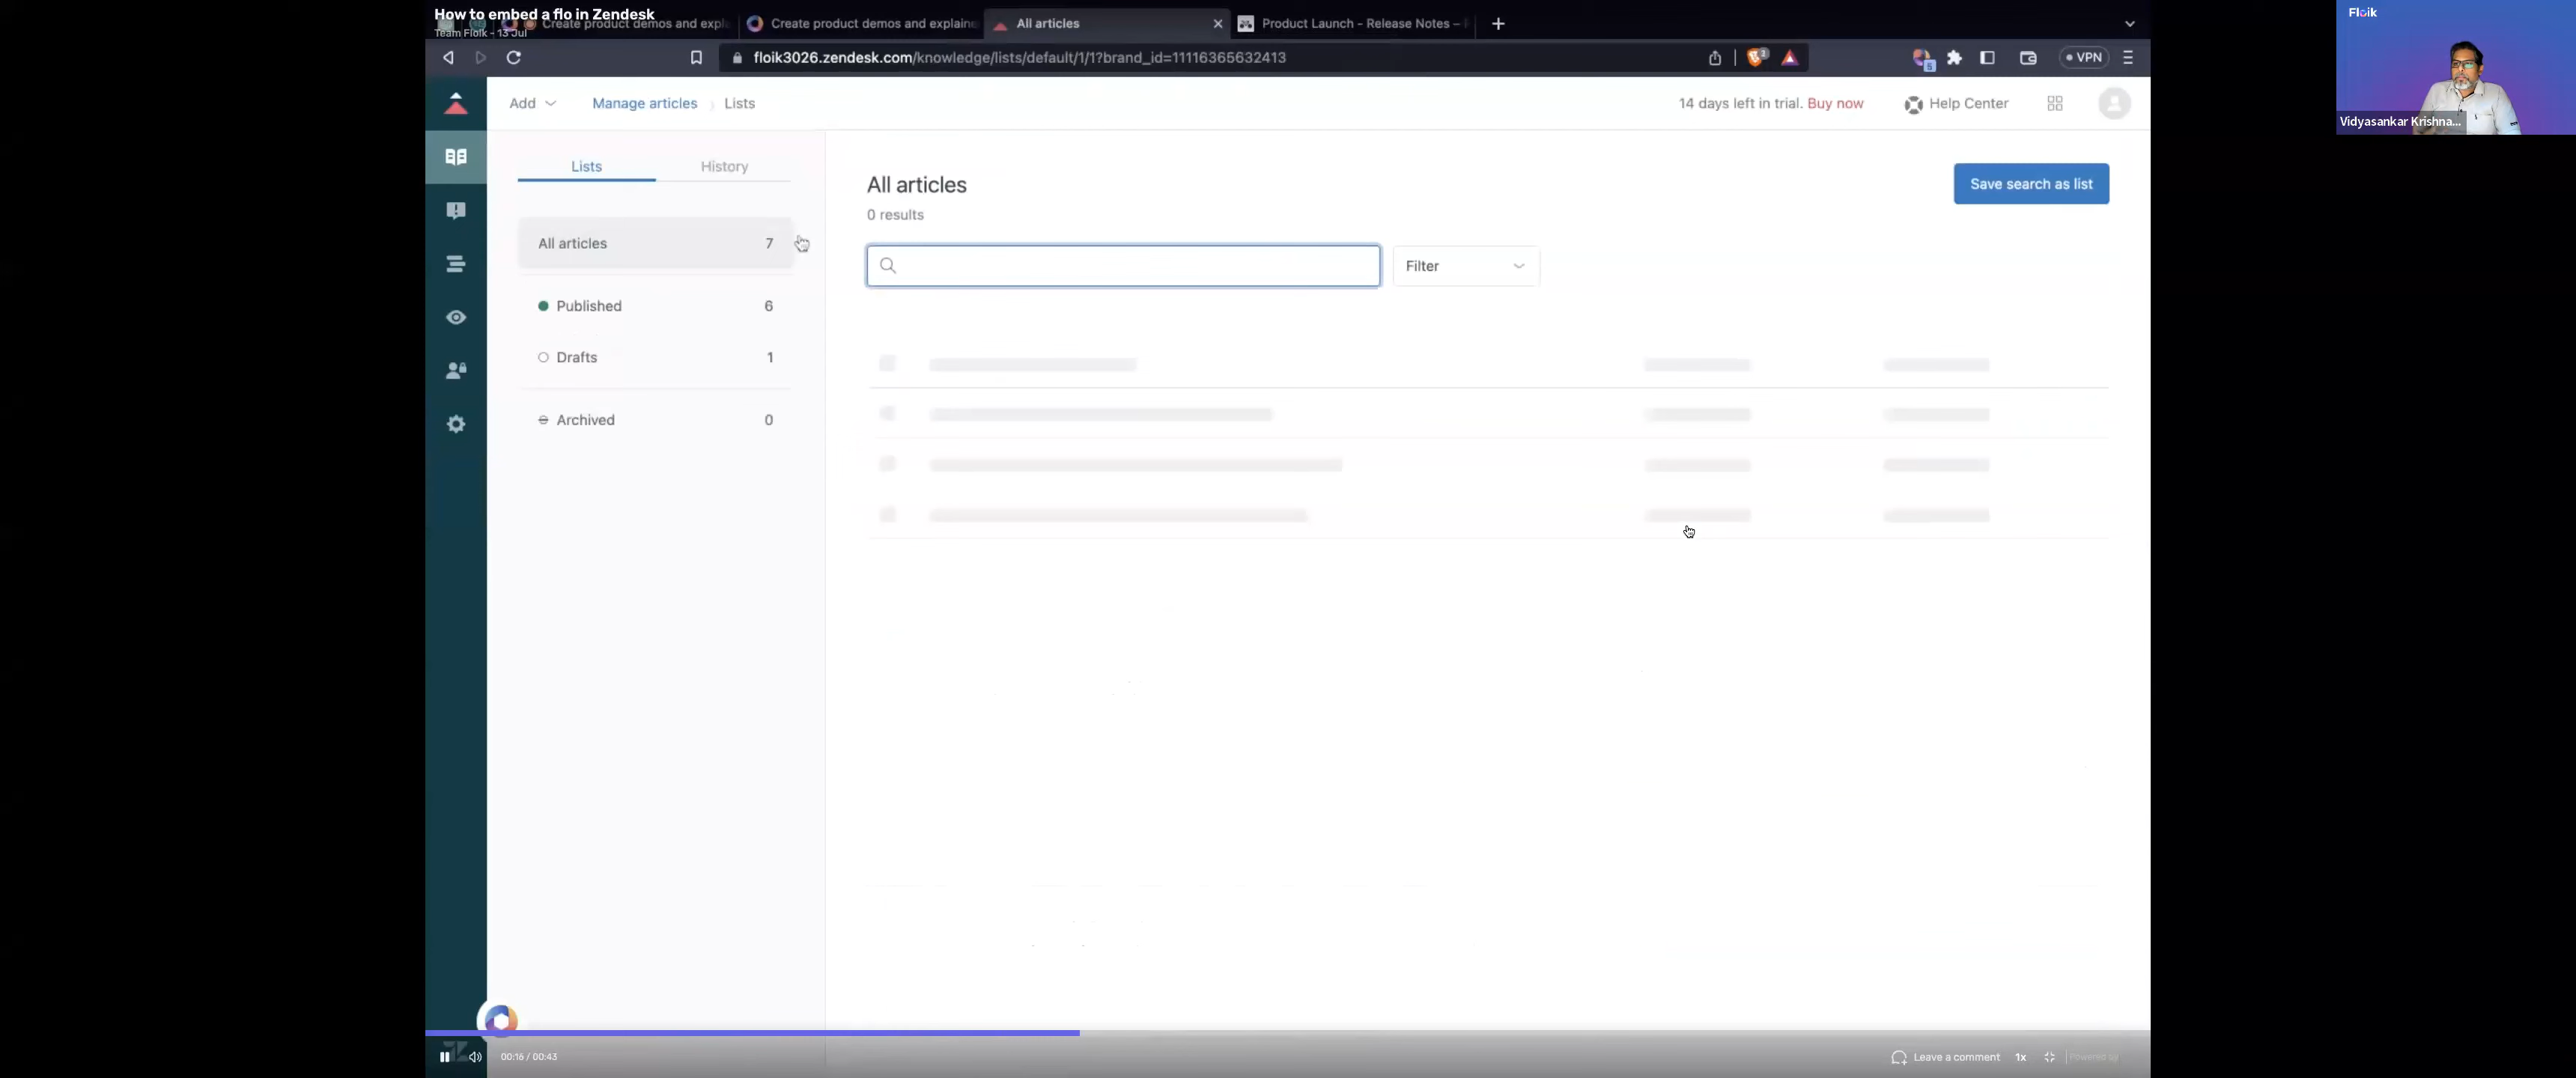 How to embed a flo in Zendesk
Team Floik - 13 Jul
Create product demos and expl
Create product demos and explain
All articles
Product Launch - Release Notes –
floik3026.zendesk.com/knowledge/lists/default/1/1?brand_id=11116365632413
VPN
Add
Manage articles
Lists
14 days left in trial. Buy now
Help Center
Lists
History
All articles 7
Published 6
Drafts 1
Archived 0
All articles
0 results
Save search as list
Filter
00:16 / 00:43
Leave a comment
1x
Powered by
Floik
Vidyasankar Krishna...